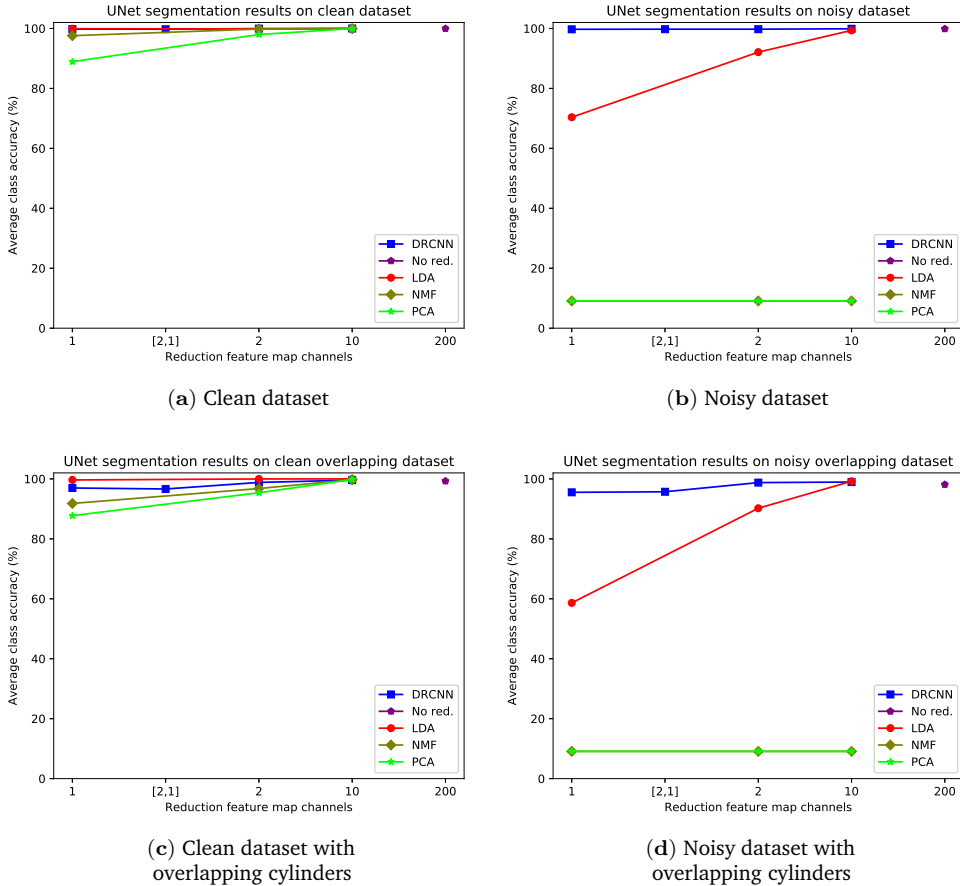 UNet segmentation results on clean dataset
Average class accuracy (%)
100
80
60
40
20
0
DRCNN
No red.
LDA
NMF
PCA
1 [2,1] 2 10 200
Reduction feature map channels
(a) Clean dataset
UNet segmentation results on noisy dataset
Average class accuracy (%)
100
80
60
40
20
0
DRCNN
No red.
LDA
NMF
PCA
1 [2,1] 2 10 200
Reduction feature map channels
(b) Noisy dataset
UNet segmentation results on clean overlapping dataset
Average class accuracy (%)
100
80
60
40
20
0
DRCNN
No red.
LDA
NMF
PCA
1 [2,1] 2 10 200
Reduction feature map channels
(c) Clean dataset with
overlapping cylinders
UNet segmentation results on noisy overlapping dataset
Average class accuracy (%)
100
80
60
40
20
0
DRCNN
No red.
LDA
NMF
PCA
1 [2,1] 2 10 200
Reduction feature map channels
(d) Noisy dataset with
overlapping cylinders